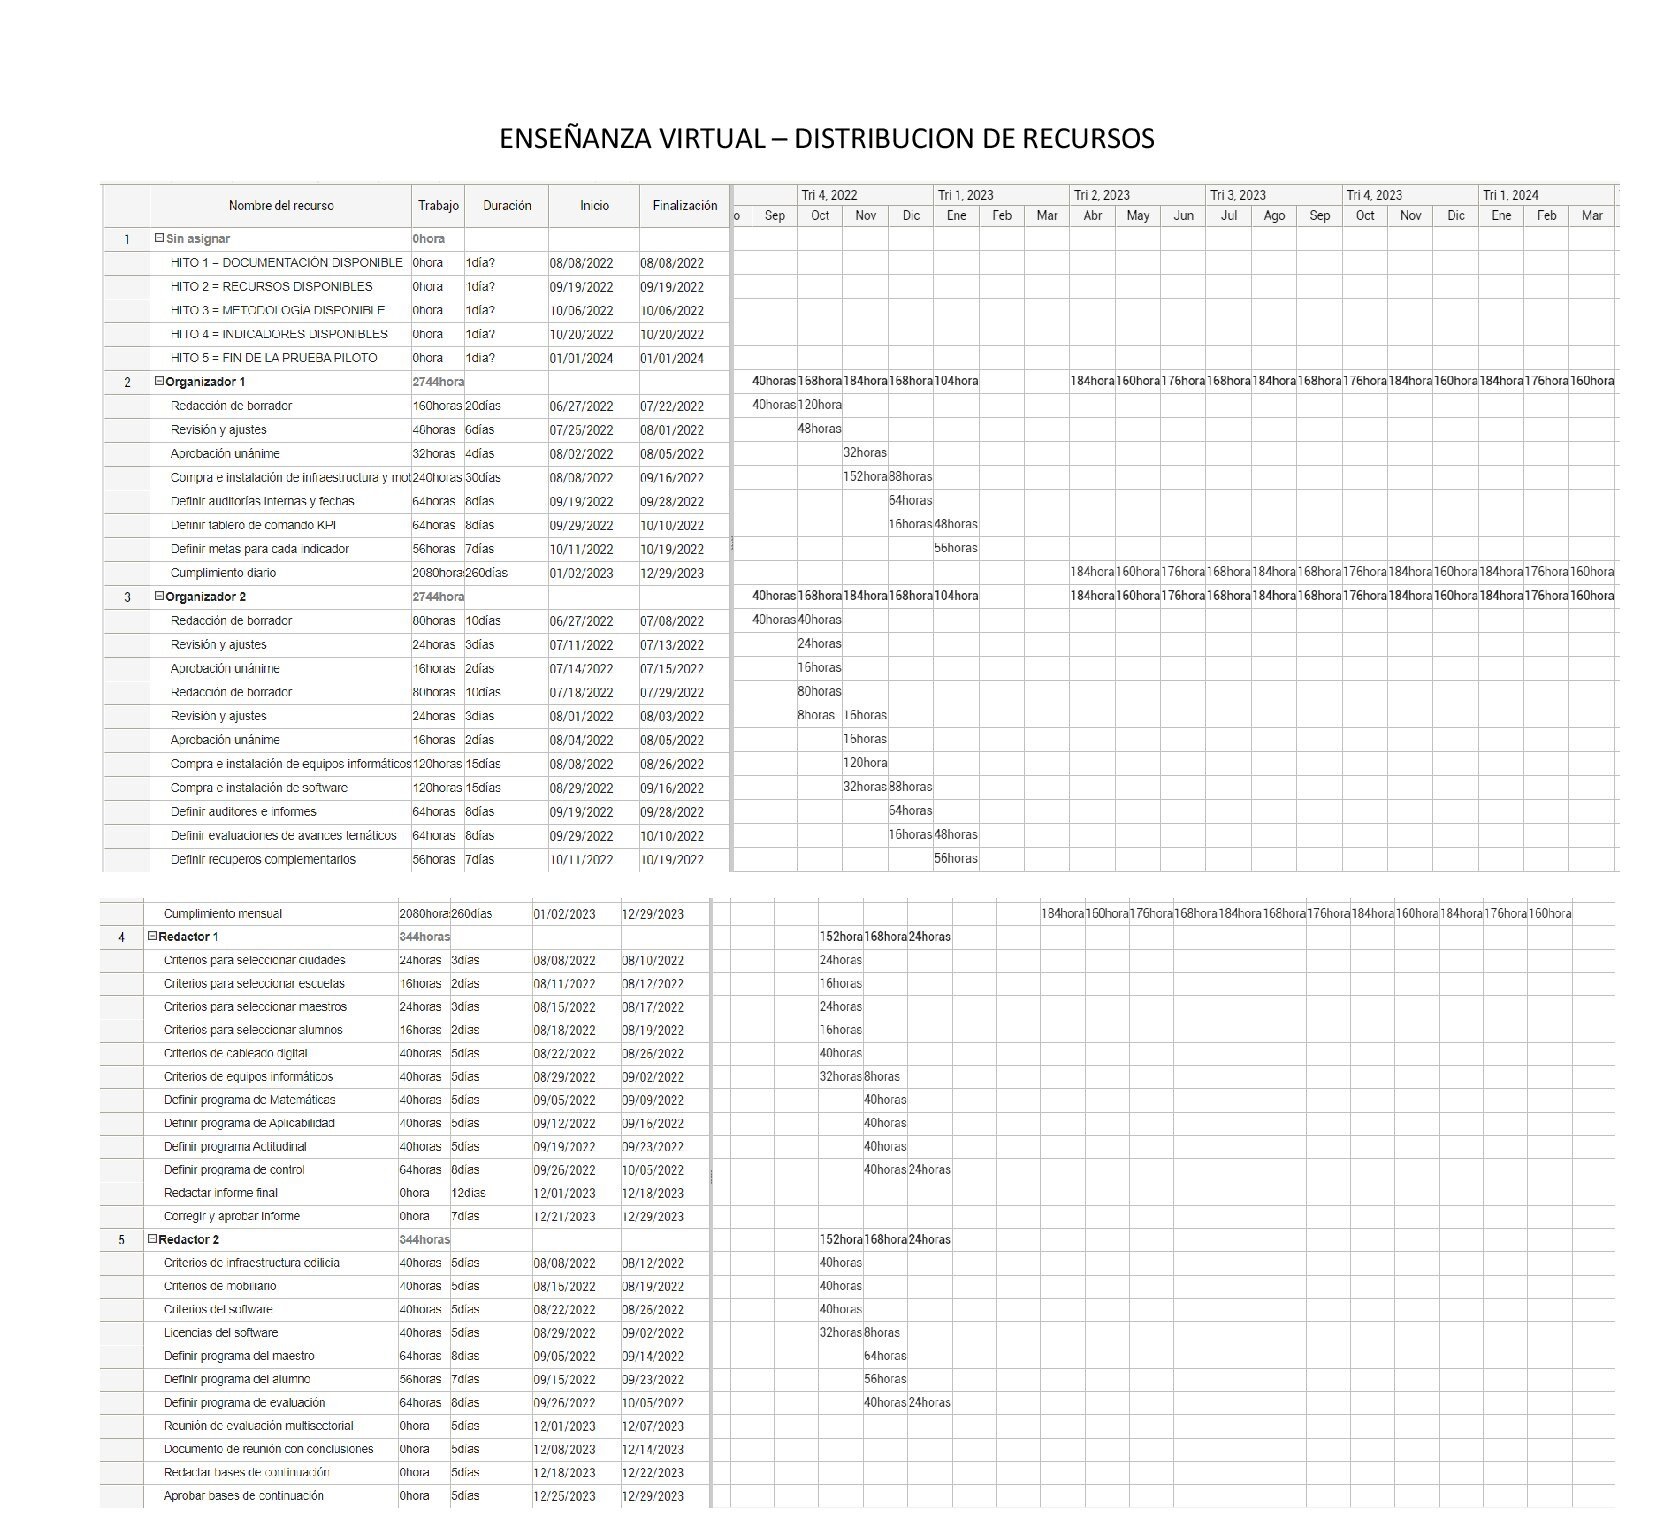 ENSEÑANZA VIRTUAL – DISTRIBUCION DE RECURSOS
Tri 4, 2022 Tri 1, 2023 Tri 2, 2023 Tri 3, 2023 Tri 4, 2023 Tri 1, 2024
Nombre del recurso Trabajo Duración Inicio Finalización
o Sep Oct Nov Dic Ene Feb Mar Abr May Jun Jul Ago Sep Oct Nov Dic Ene Feb Mar
1 Sin asignar 0hora
HITO 1 = DOCUMENTACIÓN DISPONIBLE 0hora 1día? 08/08/2022 08/08/2022
HITO 2 = RECURSOS DISPONIBLES 0hora 1día? 09/19/2022 09/19/2022
HITO 3 = METODOLOGÍA DISPONIBLE 0hora 1día? 10/06/2022 10/06/2022
HITO 4 = INDICADORES DISPONIBLES 0hora 1día? 10/20/2022 10/20/2022
HITO 5 = FIN DE LA PRUEBA PILOTO 0hora 1día? 01/01/2024 01/01/2024
2 Organizador 1 2744hora 40horas 168hora 184hora 168hora 104hora 184hora 160hora 176hora 168hora 184hora 168hora 176hora 184hora 160hora 184hora 176hora 160hora
Redacción de borrador 160horas 20días 06/27/2022 07/22/2022 40horas 120hora
Revisión y ajustes 48horas 6días 07/25/2022 08/01/2022 48horas
Aprobación unánime 32horas 4días 08/02/2022 08/05/2022 32horas
Compra e instalación de infraestructura y mob 240horas 30días 08/08/2022 09/16/2022 152hora 88horas
Definir auditorías internas y fechas 64horas 8días 09/19/2022 09/28/2022 64horas
Definir tablero de comando KPI 64horas 8días 09/29/2022 10/10/2022 16horas 48horas
Definir metas para cada indicador 56horas 7días 10/11/2022 10/19/2022 56horas
Cumplimiento diario 2080hora 260días 01/02/2023 12/29/2023 184hora 160hora 176hora 168hora 184hora 168hora 176hora 184hora 160hora 184hora 176hora 160hora
3 Organizador 2 2744hora 40horas 168hora 184hora 168hora 104hora 184hora 160hora 176hora 168hora 184hora 168hora 176hora 184hora 160hora 184hora 176hora 160hora
Redacción de borrador 80horas 10días 06/27/2022 07/08/2022 40horas 40horas
Revisión y ajustes 24horas 3días 07/11/2022 07/13/2022 24horas
Aprobación unánime 16horas 2días 07/14/2022 07/15/2022 16horas
Redacción de borrador 80horas 10días 07/18/2022 07/29/2022 80horas
Revisión y ajustes 24horas 3días 08/01/2022 08/03/2022 8horas 16horas
Aprobación unánime 16horas 2días 08/04/2022 08/05/2022 16horas
Compra e instalación de equipos informáticos 120horas 15días 08/08/2022 08/26/2022 120hora
Compra e instalación de software 120horas 15días 08/29/2022 09/16/2022 32horas 88horas
Definir auditores e informes 64horas 8días 09/19/2022 09/28/2022 64horas
Definir evaluaciones de avances temáticos 64horas 8días 09/29/2022 10/10/2022 16horas 48horas
Definir recuperos complementarios 56horas 7días 10/11/2022 10/19/2022 56horas
Cumplimiento mensual 2080hora 260días 01/02/2023 12/29/2023 184hora 160hora 176hora 168hora 184hora 168hora 176hora 184hora 160hora 184hora 176hora 160hora
4 Redactor 1 344horas 152hora 168hora 24horas
Criterios para seleccionar ciudades 24horas 3días 08/08/2022 08/10/2022 24horas
Criterios para seleccionar escuelas 16horas 2días 08/11/2022 08/12/2022 16horas
Criterios para seleccionar maestros 24horas 3días 08/15/2022 08/17/2022 24horas
Criterios para seleccionar alumnos 16horas 2días 08/18/2022 08/19/2022 16horas
Criterios de cableado digital 40horas 5días 08/22/2022 08/26/2022 40horas
Criterios de equipos informáticos 40horas 5días 08/29/2022 09/02/2022 32horas 8horas
Definir programa de Matemáticas 40horas 5días 09/05/2022 09/09/2022 40horas
Definir programa de Aplicabilidad 40horas 5días 09/12/2022 09/16/2022 40horas
Definir programa Actitudinal 40horas 5días 09/19/2022 09/23/2022 40horas
Definir programa de control 64horas 8días 09/26/2022 10/05/2022 40horas 24horas
Redactar informe final 0hora 12días 12/01/2023 12/18/2023
Corregir y aprobar informe 0hora 7días 12/21/2023 12/29/2023
5 Redactor 2 344horas 152hora 168hora 24horas
Criterios de infraestructura edilicia 40horas 5días 08/08/2022 08/12/2022 40horas
Criterios de mobiliario 40horas 5días 08/15/2022 08/19/2022 40horas
Criterios del software 40horas 5días 08/22/2022 08/26/2022 40horas
Licencias del software 40horas 5días 08/29/2022 09/02/2022 32horas 8horas
Definir programa del maestro 64horas 8días 09/05/2022 09/14/2022 64horas
Definir programa del alumno 56horas 7días 09/15/2022 09/23/2022 56horas
Definir programa de evaluación 64horas 8días 09/26/2022 10/05/2022 40horas 24horas
Reunión de evaluación multisectorial 0hora 5días 12/01/2023 12/07/2023
Documento de reunión con conclusiones 0hora 5días 12/08/2023 12/14/2023
Redactar bases de continuación 0hora 5días 12/18/2023 12/22/2023
Aprobar bases de continuación 0hora 5días 12/25/2023 12/29/2023